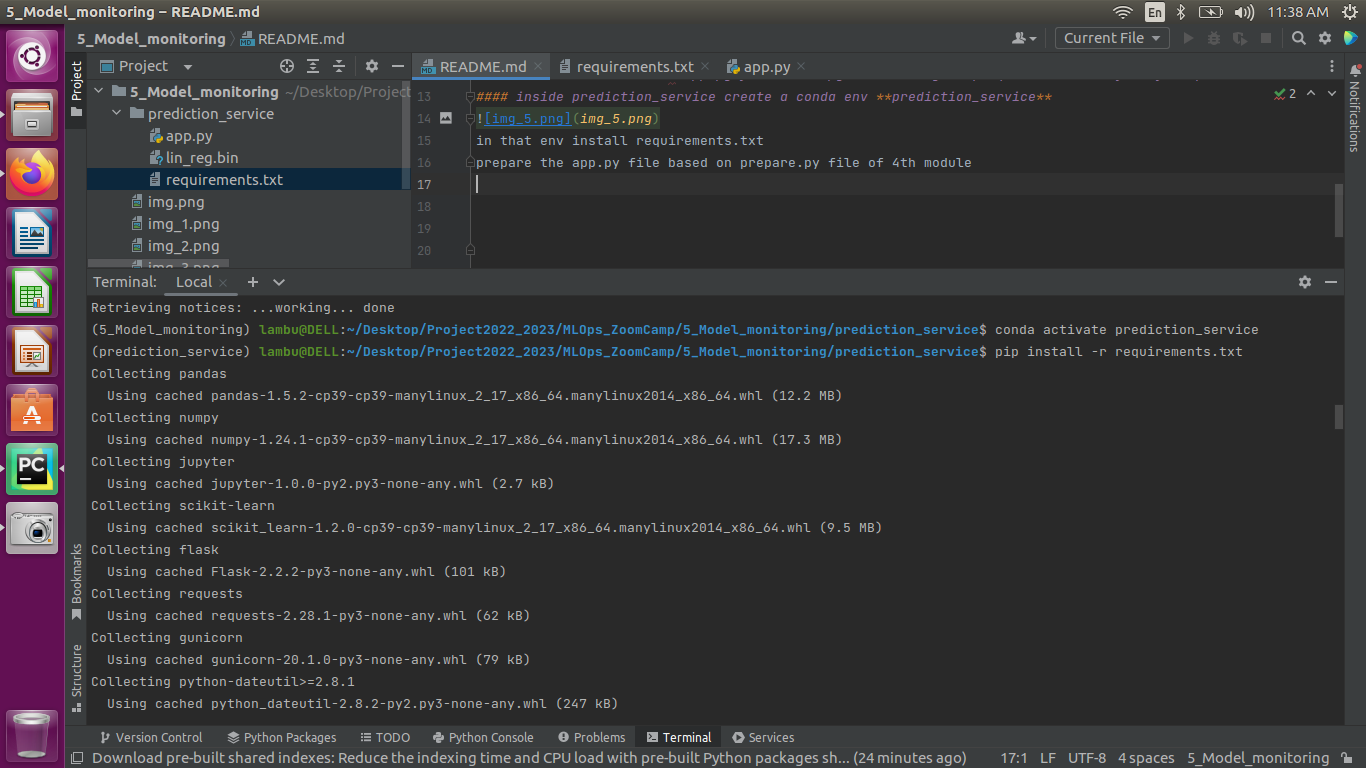 5_Model_monitoring – README.md
En
11:38 AM
5_Model_monitoring
README.md
Current File
Project
README.md
requirements.txt
app.py
Project
5_Model_monitoring ~/Desktop/Project
prediction_service
app.py
lin_reg.bin
requirements.txt
img.png
img_1.png
img_2.png
img_3.png
13 #### inside prediction_service create a conda env **prediction_service**
2
14 ![img_5.png](img_5.png)
15 in that env install requirements.txt
16 prepare the app.py file based on prepare.py file of 4th module
17
18
19
20
Notifications
Terminal: Local
Retrieving notices: ...working... done
(5_Model_monitoring) lambu@DELL:~/Desktop/Project2022_2023/MLOps_ZoomCamp/5_Model_monitoring/prediction_service$ conda activate prediction_service
(prediction_service) lambu@DELL:~/Desktop/Project2022_2023/MLOps_ZoomCamp/5_Model_monitoring/prediction_service$ pip install -r requirements.txt
Collecting pandas
Using cached pandas-1.5.2-cp39-cp39-manylinux_2_17_x86_64.manylinux2014_x86_64.whl (12.2 MB)
Collecting numpy
Using cached numpy-1.24.1-cp39-cp39-manylinux_2_17_x86_64.manylinux2014_x86_64.whl (17.3 MB)
Collecting jupyter
Using cached jupyter-1.0.0-py2.py3-none-any.whl (2.7 kB)
Collecting scikit-learn
Using cached scikit_learn-1.2.0-cp39-cp39-manylinux_2_17_x86_64.manylinux2014_x86_64.whl (9.5 MB)
Collecting flask
Using cached Flask-2.2.2-py3-none-any.whl (101 kB)
Collecting requests
Using cached requests-2.28.1-py3-none-any.whl (62 kB)
Collecting gunicorn
Using cached gunicorn-20.1.0-py3-none-any.whl (79 kB)
Collecting python-dateutil>=2.8.1
Using cached python_dateutil-2.8.2-py2.py3-none-any.whl (247 kB)
PC
Bookmarks
Structure
Version Control
Python Packages
TODO
Python Console
Problems
Terminal
Services
Download pre-built shared indexes: Reduce the indexing time and CPU load with pre-built Python packages sh... (24 minutes ago)
17:1 LF UTF-8 4 spaces 5_Model_monitoring